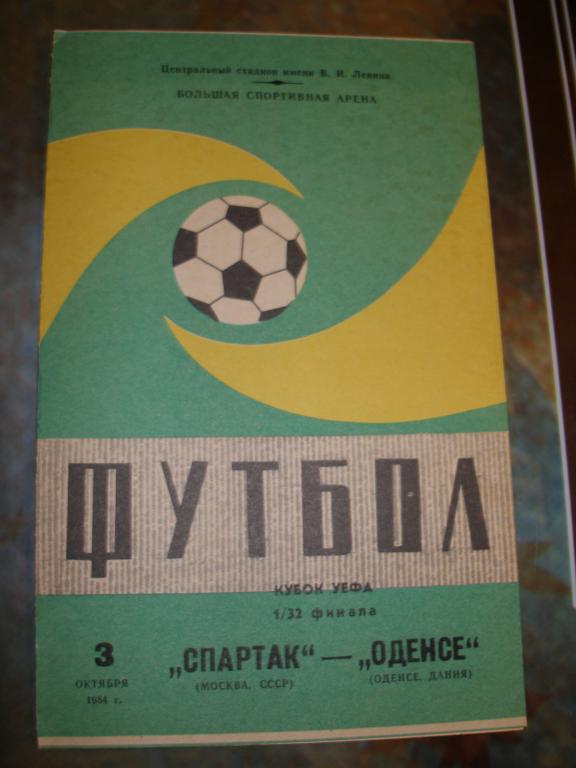 Центральный стадион имени В. И. Ленина
БОЛЬШАЯ СПОРТИВНАЯ АРЕНА
ФУТБОЛ
КУБОК УЕФА
1/32 финала
3
ОКТЯБРЯ
1984 г.
„СПАРТАК“ — „ОДЕНСЕ“
(МОСКВА, СССР) (ОДЕНСЕ, ДАНИЯ)